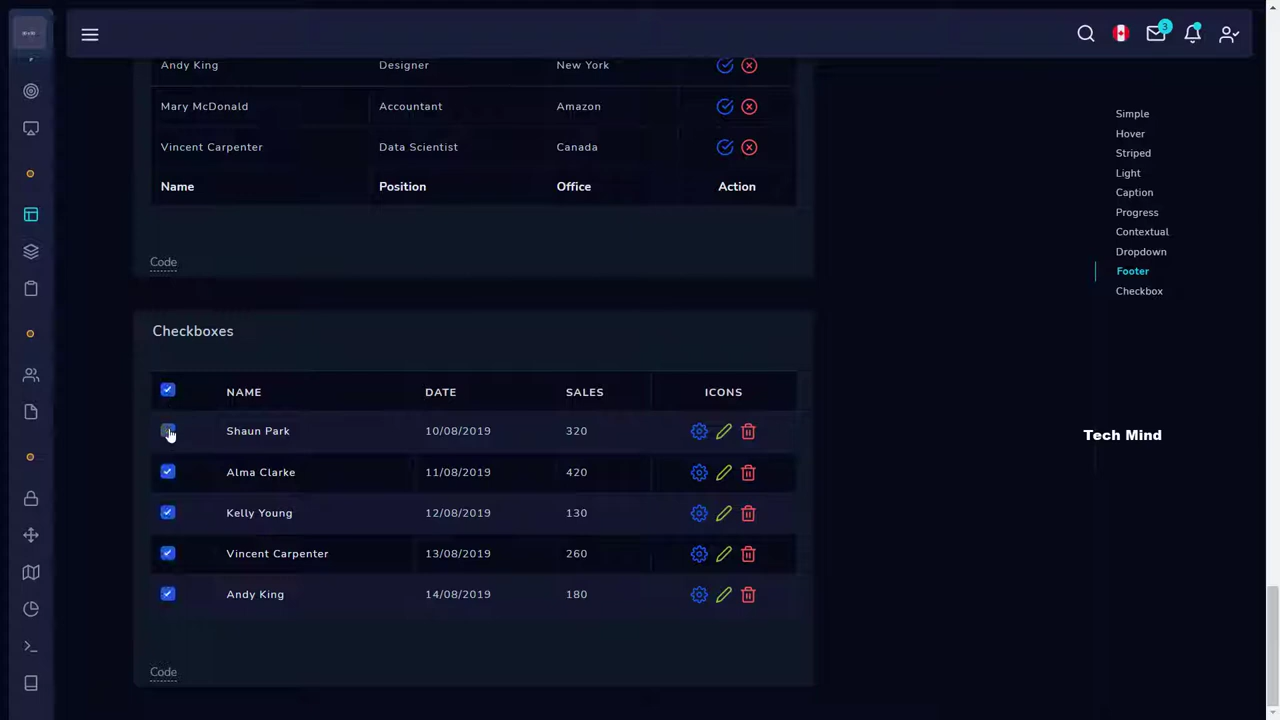 3
Andy King Designer New York
Mary McDonald Accountant Amazon
Vincent Carpenter Data Scientist Canada
Name Position Office Action
Code
Checkboxes
NAME DATE SALES ICONS
Shaun Park 10/08/2019 320
Alma Clarke 11/08/2019 420
Kelly Young 12/08/2019 130
Vincent Carpenter 13/08/2019 260
Andy King 14/08/2019 180
Code
Simple
Hover
Striped
Light
Caption
Progress
Contextual
Dropdown
Footer
Checkbox
Tech Mind